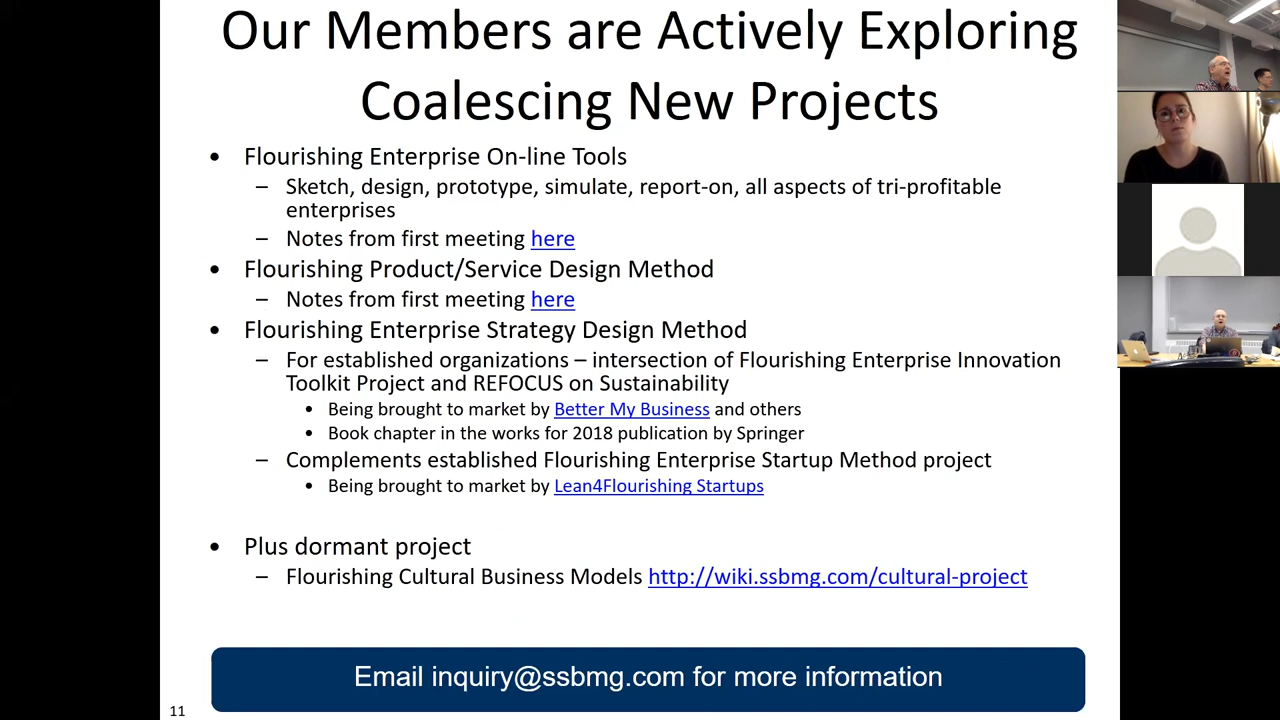 Our Members are Actively Exploring
Coalescing New Projects
• Flourishing Enterprise On-line Tools
– Sketch, design, prototype, simulate, report-on, all aspects of tri-profitable
enterprises
– Notes from first meeting here
• Flourishing Product/Service Design Method
– Notes from first meeting here
• Flourishing Enterprise Strategy Design Method
– For established organizations – intersection of Flourishing Enterprise Innovation
Toolkit Project and REFOCUS on Sustainability
• Being brought to market by Better My Business and others
• Book chapter in the works for 2018 publication by Springer
– Complements established Flourishing Enterprise Startup Method project
• Being brought to market by Lean4Flourishing Startups
• Plus dormant project
– Flourishing Cultural Business Models http://wiki.ssbmg.com/cultural-project
Email inquiry@ssbmg.com for more information
11